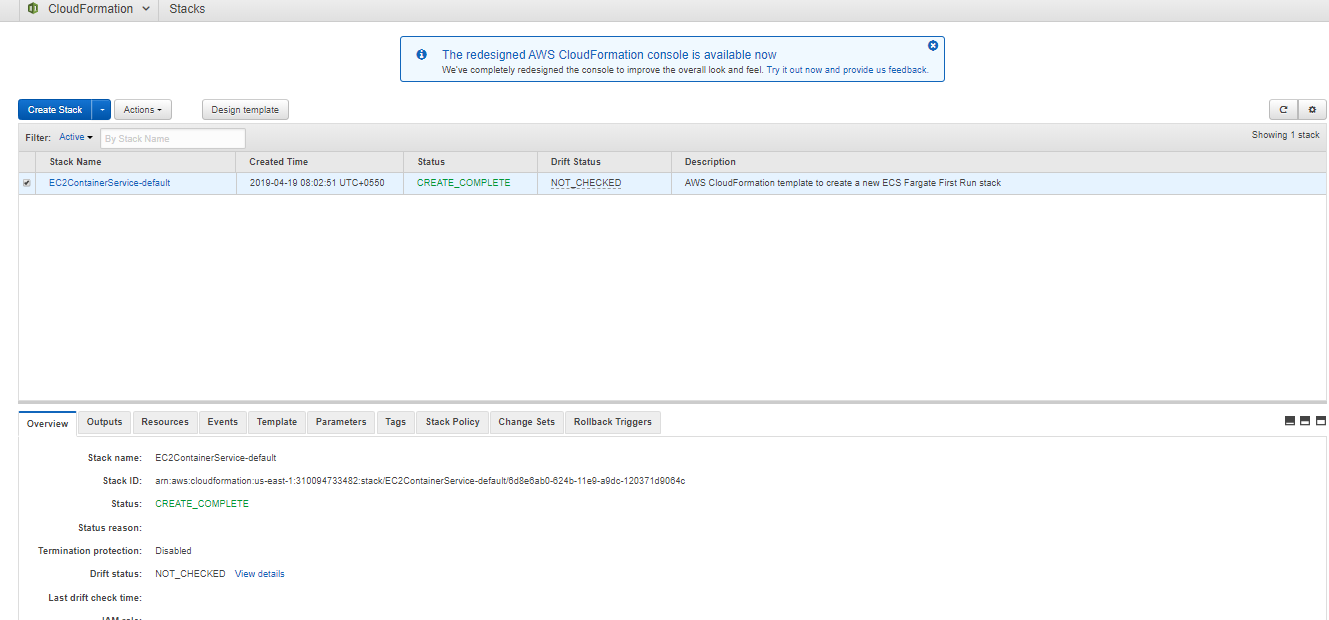 CloudFormation Stacks
The redesigned AWS CloudFormation console is available now
We've completely redesigned the console to improve the overall look and feel. Try it out now and provide us feedback.
Create Stack Actions Design template
Filter: Active By Stack Name Showing 1 stack
Stack Name Created Time Status Drift Status Description
EC2ContainerService-default 2019-04-19 08:02:51 UTC+0550 CREATE_COMPLETE NOT_CHECKED AWS CloudFormation template to create a new ECS Fargate First Run stack
Overview Outputs Resources Events Template Parameters Tags Stack Policy Change Sets Rollback Triggers
Stack name: EC2ContainerService-default
Stack ID: arn:aws:cloudformation:us-east-1:310094733482:stack/EC2ContainerService-default/6d8e6ab0-624b-11e9-a9dc-120371d9064c
Status: CREATE_COMPLETE
Status reason:
Termination protection: Disabled
Drift status: NOT_CHECKED View details
Last drift check time:
IAM role: